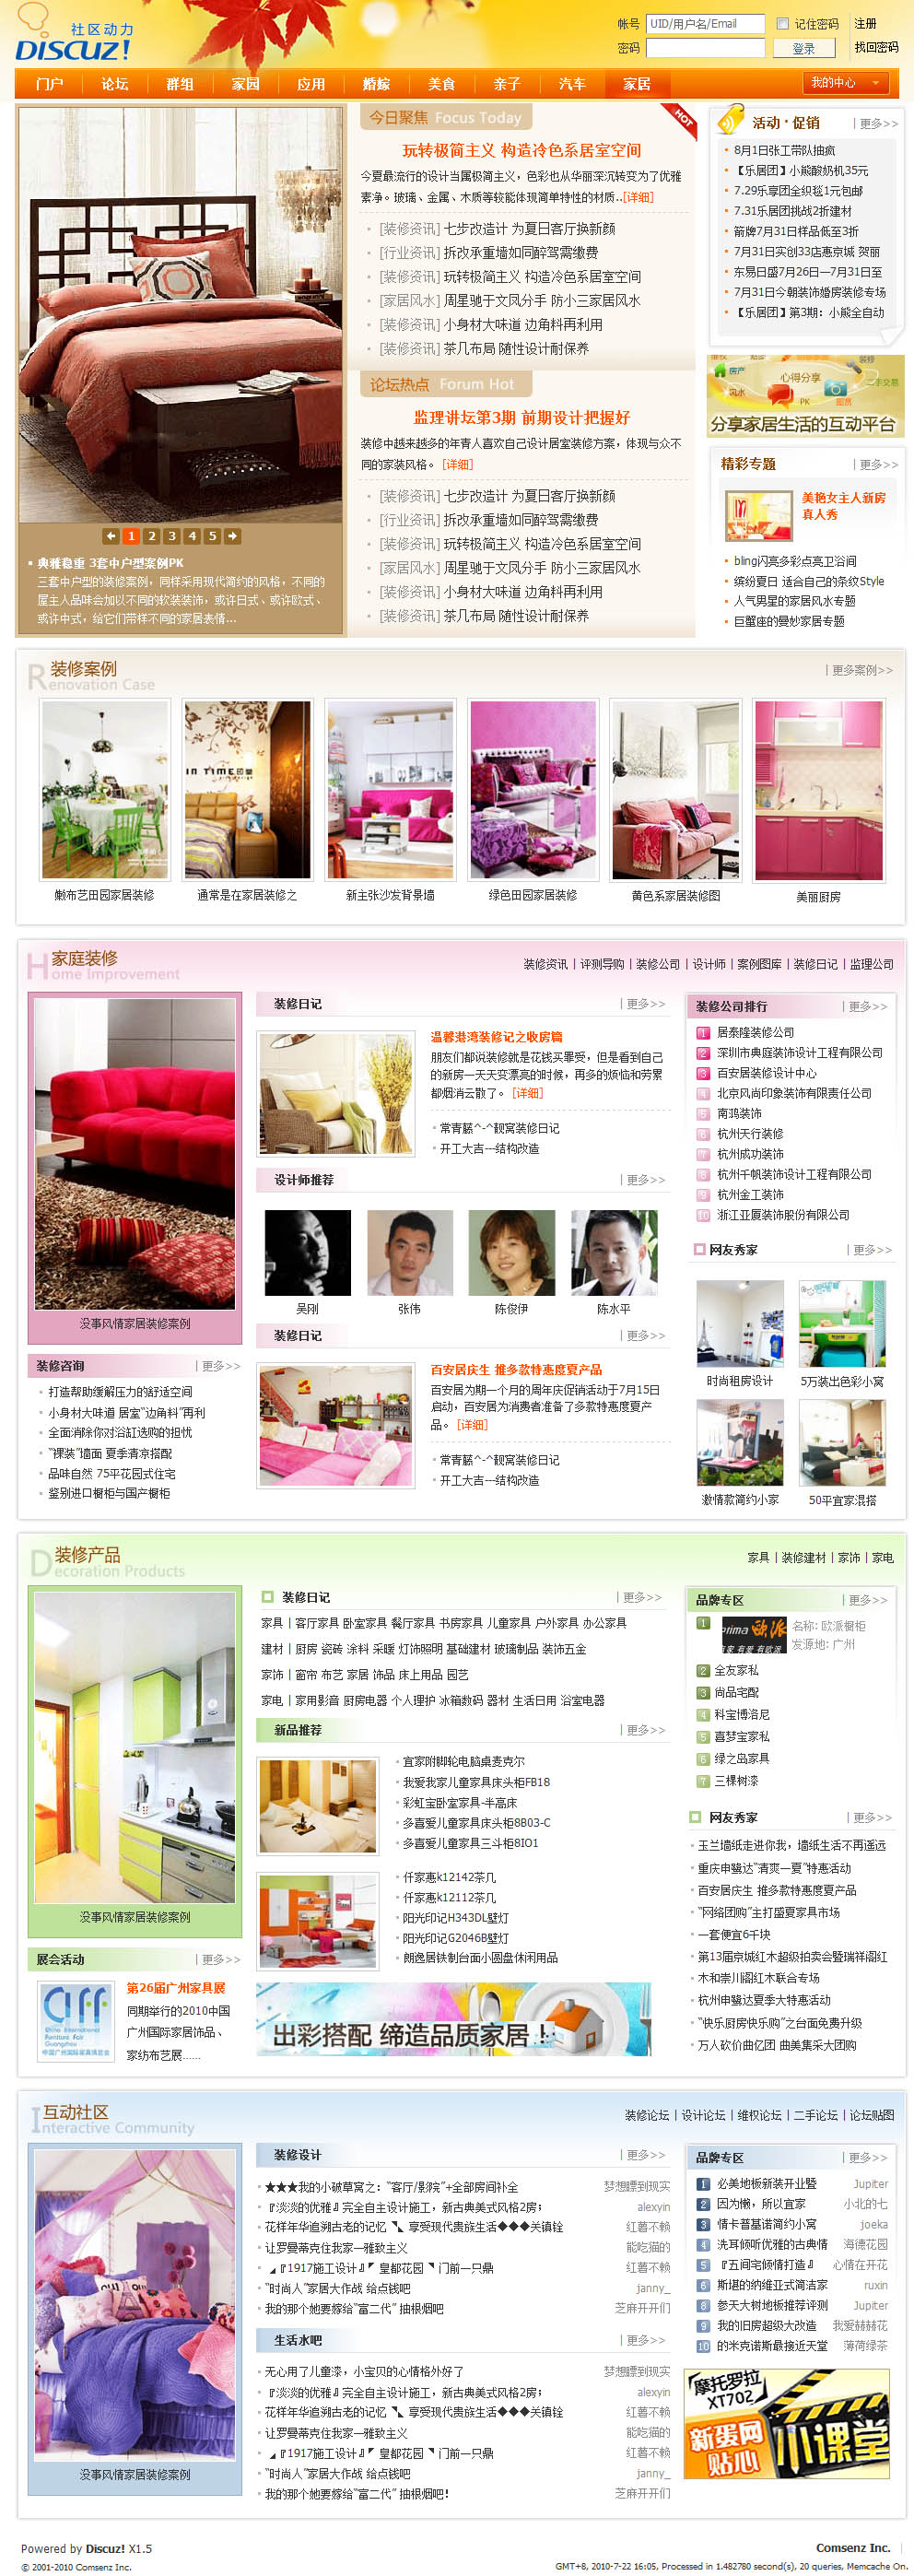 社区动力
DISCUZ!
帐号 UID/用户名/Email 记住密码 注册
密码 登录 找回密码
门户 论坛 群组 家园 应用 婚嫁 美食 亲子 汽车 家居 我的中心
今日聚焦 Focus Today
HOT
玩转极简主义 构造冷色系居室空间
今夏最流行的设计当属极简主义，色彩也从华丽深沉转变为了优雅
素净。玻璃、金属、木质等较能体现简单特性的材质..[详细]
[装修资讯] 七步改造计 为夏日客厅换新颜
[行业资讯] 拆改承重墙如同醉驾需缴费
[装修资讯] 玩转极简主义 构造冷色系居室空间
[家居风水] 周星驰于文凤分手 防小三家居风水
[装修资讯] 小身材大味道 边角料再利用
[装修资讯] 茶几布局 随性设计耐保养
论坛热点 Forum Hot
监理讲坛第3期 前期设计把握好
装修中越来越多的年青人喜欢自己设计居室装修方案，体现与众不
同的家装风格。 [详细]
[装修资讯] 七步改造计 为夏日客厅换新颜
[行业资讯] 拆改承重墙如同醉驾需缴费
[装修资讯] 玩转极简主义 构造冷色系居室空间
[家居风水] 周星驰于文凤分手 防小三家居风水
[装修资讯] 小身材大味道 边角料再利用
[装修资讯] 茶几布局 随性设计耐保养
1 2 3 4 5
典雅稳重 3套中户型案例PK
三套中户型的装修案例，同样采用现代简约的风格，不同的
屋主人品味会加以不同的软装装饰，或许日式、或许欧式、
或许中式，给它们带样不同的家居表情...
活动·促销 | 更多>>
8月1日张工带队抽疯
【乐居团】小熊酸奶机35元
7.29乐享团全织毯1元包邮
7.31乐居团挑战2折建材
箭牌7月31日样品低至3折
7月31日实创33店惠京城 贺丽
东易日盛7月26日—7月31日至
7月31日今朝装饰婚房装修专场
【乐居团】第3期：小熊全自动
房产 装修
心得分享 二手交易
风水 PK 图荒
分享家居生活的互动平台
精彩专题 | 更多>>
美艳女主人新房
真人秀
bling闪亮多彩点亮卫浴间
缤纷夏日 适合自己的条纹Style
人气男星的家居风水专题
巨蟹座的曼妙家居专题
装修案例 | 更多案例>>
Renovation Case
IN TIME
嫩布艺田园家居装修 通常是在家居装修之 新主张沙发背景墙 绿色田园家居装修 黄色系家居装修图 美丽厨房
家庭装修
Home Improvement
装修资讯 | 评测导购 | 装修公司 | 设计师 | 案例图库 | 装修日记 | 监理公司
没事风情家居装修案例
装修咨询 | 更多>>
打造帮助缓解压力的舒适空间
小身材大味道 居室“边角料”再利
全面消除你对浴缸选购的担忧
“裸装”墙面 夏季清凉搭配
品味自然 75平花园式住宅
鉴别进口橱柜与国产橱柜
装修日记 | 更多>>
温馨港湾装修记之收房篇
朋友们都说装修就是花钱买罪受，但是看到自己
的新房一天天变漂亮的时候，再多的烦恼和劳累
都烟消云散了。 [详细]
常青藤^-^靓窝装修日记
开工大吉---结构改造
设计师推荐 | 更多>>
吴刚 张伟 陈俊伊 陈水平
装修日记 | 更多>>
百安居庆生 推多款特惠度夏产品
百安居为期一个月的周年庆促销活动于7月15日
启动，百安居为消费者准备了多款特惠度夏产
品。 [详细]
常青藤^-^靓窝装修日记
开工大吉---结构改造
装修公司排行 | 更多>>
1 居泰隆装修公司
2 深圳市典庭装饰设计工程有限公司
3 百安居装修设计中心
4 北京风尚印象装饰有限责任公司
5 南鸿装饰
6 杭州天行装修
7 杭州成功装饰
8 杭州千帆装饰设计工程有限公司
9 杭州金工装饰
10 浙江亚厦装饰股份有限公司
网友秀家 | 更多>>
时尚租房设计 5万装出色彩小窝
激情款简约小家 50平宜家混搭
装修产品
Decoration Products
家具 | 装修建材 | 家饰 | 家电
没事风情家居装修案例
展会活动 | 更多>>
第26届广州家具展
同期举行的2010中国
广州国际家居饰品、
家纺布艺展......
装修日记 | 更多>>
家具 | 客厅家具 卧室家具 餐厅家具 书房家具 儿童家具 户外家具 办公家具
建材 | 厨房 瓷砖 涂料 采暖 灯饰照明 基础建材 玻璃制品 装饰五金
家饰 | 窗帘 布艺 家居 饰品 床上用品 园艺
家电 | 家用影音 厨房电器 个人理护 冰箱数码 器材 生活日用 浴室电器
新品推荐 | 更多>>
宜家附脚轮电脑桌麦克尔
我爱我家儿童家具床头柜FB18
彩虹宝卧室家具-半高床
多喜爱儿童家具床头柜8B03-C
多喜爱儿童家具三斗柜8IO1
仟家惠k12142茶几
仟家惠k12112茶几
阳光印记H343DL壁灯
阳光印记G2046B壁灯
朗逸居铁制台面小圆盘休闲用品
出彩搭配 缔造品质家居！
品牌专区 | 更多>>
1 欧派 名称: 欧派橱柜
发源地: 广州
2 全友家私
3 尚品宅配
4 科宝博洛尼
5 喜梦宝家私
6 绿之岛家具
7 三棵树漆
网友秀家 | 更多>>
玉兰墙纸走进你我，墙纸生活不再遥远
重庆申鑿达“清爽一夏”特惠活动
百安居庆生 推多款特惠度夏产品
“网络团购”主打盛夏家具市场
一套便宜6千块
第13届京城红木超级拍卖会暨瑞祥阁红
木和崇川阁红木联合专场
杭州申鑿达夏季大特惠活动
“快乐厨房快乐购”之台面免费升级
万人砍价曲亿团 曲美集采大团购
互动社区
Interactive Community
装修论坛 | 设计论坛 | 维权论坛 | 二手论坛 | 论坛贴图
没事风情家居装修案例
装修设计 | 更多>>
★★★我的小破草窝之：“客厅/影院”+全部房间补全 梦想瞟到现实
『淡淡的优雅』完全自主设计施工，新古典美式风格2房； alexyin
花样年华追溯古老的记忆 ◥◣ 享受现代贵族生活◆◆◆关镇铨 红薯不赖
让罗曼蒂克住我家—雅致主义 能吃猫的
◢『1917施工设计』◤ 皇都花园 ◥ 门前一只鼎 红薯不赖
“时尚人”家居大作战 给点钱吧 janny_
我的那个她要嫁给“富二代” 抽根烟吧 芝麻开开们
生活水吧 | 更多>>
无心用了儿童漆，小宝贝的心情格外好了 梦想瞟到现实
『淡淡的优雅』完全自主设计施工，新古典美式风格2房； alexyin
花样年华追溯古老的记忆 ◥◣ 享受现代贵族生活◆◆◆关镇铨 红薯不赖
让罗曼蒂克住我家—雅致主义 能吃猫的
◢『1917施工设计』◤ 皇都花园 ◥ 门前一只鼎 红薯不赖
“时尚人”家居大作战 给点钱吧 janny_
我的那个她要嫁给“富二代” 抽根烟吧! 芝麻开开们
品牌专区 | 更多>>
1 必美地板新装开业暨 Jupiter
2 因为懒，所以宜家 小北的七
3 情卡普基诺简约小窝 joeka
4 洗耳倾听优雅的古典情 海德花园
5 『五间宅倾情打造』 心情在开花
6 斯堪的纳维亚式简洁家 ruxin
8 参天大树地板推荐评测 Jupiter
9 我的旧房超级大改造 我爱赫赫花
10 的米克诺斯最接近天堂 薄荷绿茶
摩托罗拉
XT702
新蛋网
贴心
小课堂
Powered by Discuz! X1.5
© 2001-2010 Comsenz Inc.
Comsenz Inc.
GMT+8, 2010-7-22 16:05, Processed in 1.482780 second(s), 20 queries, Memcache On.